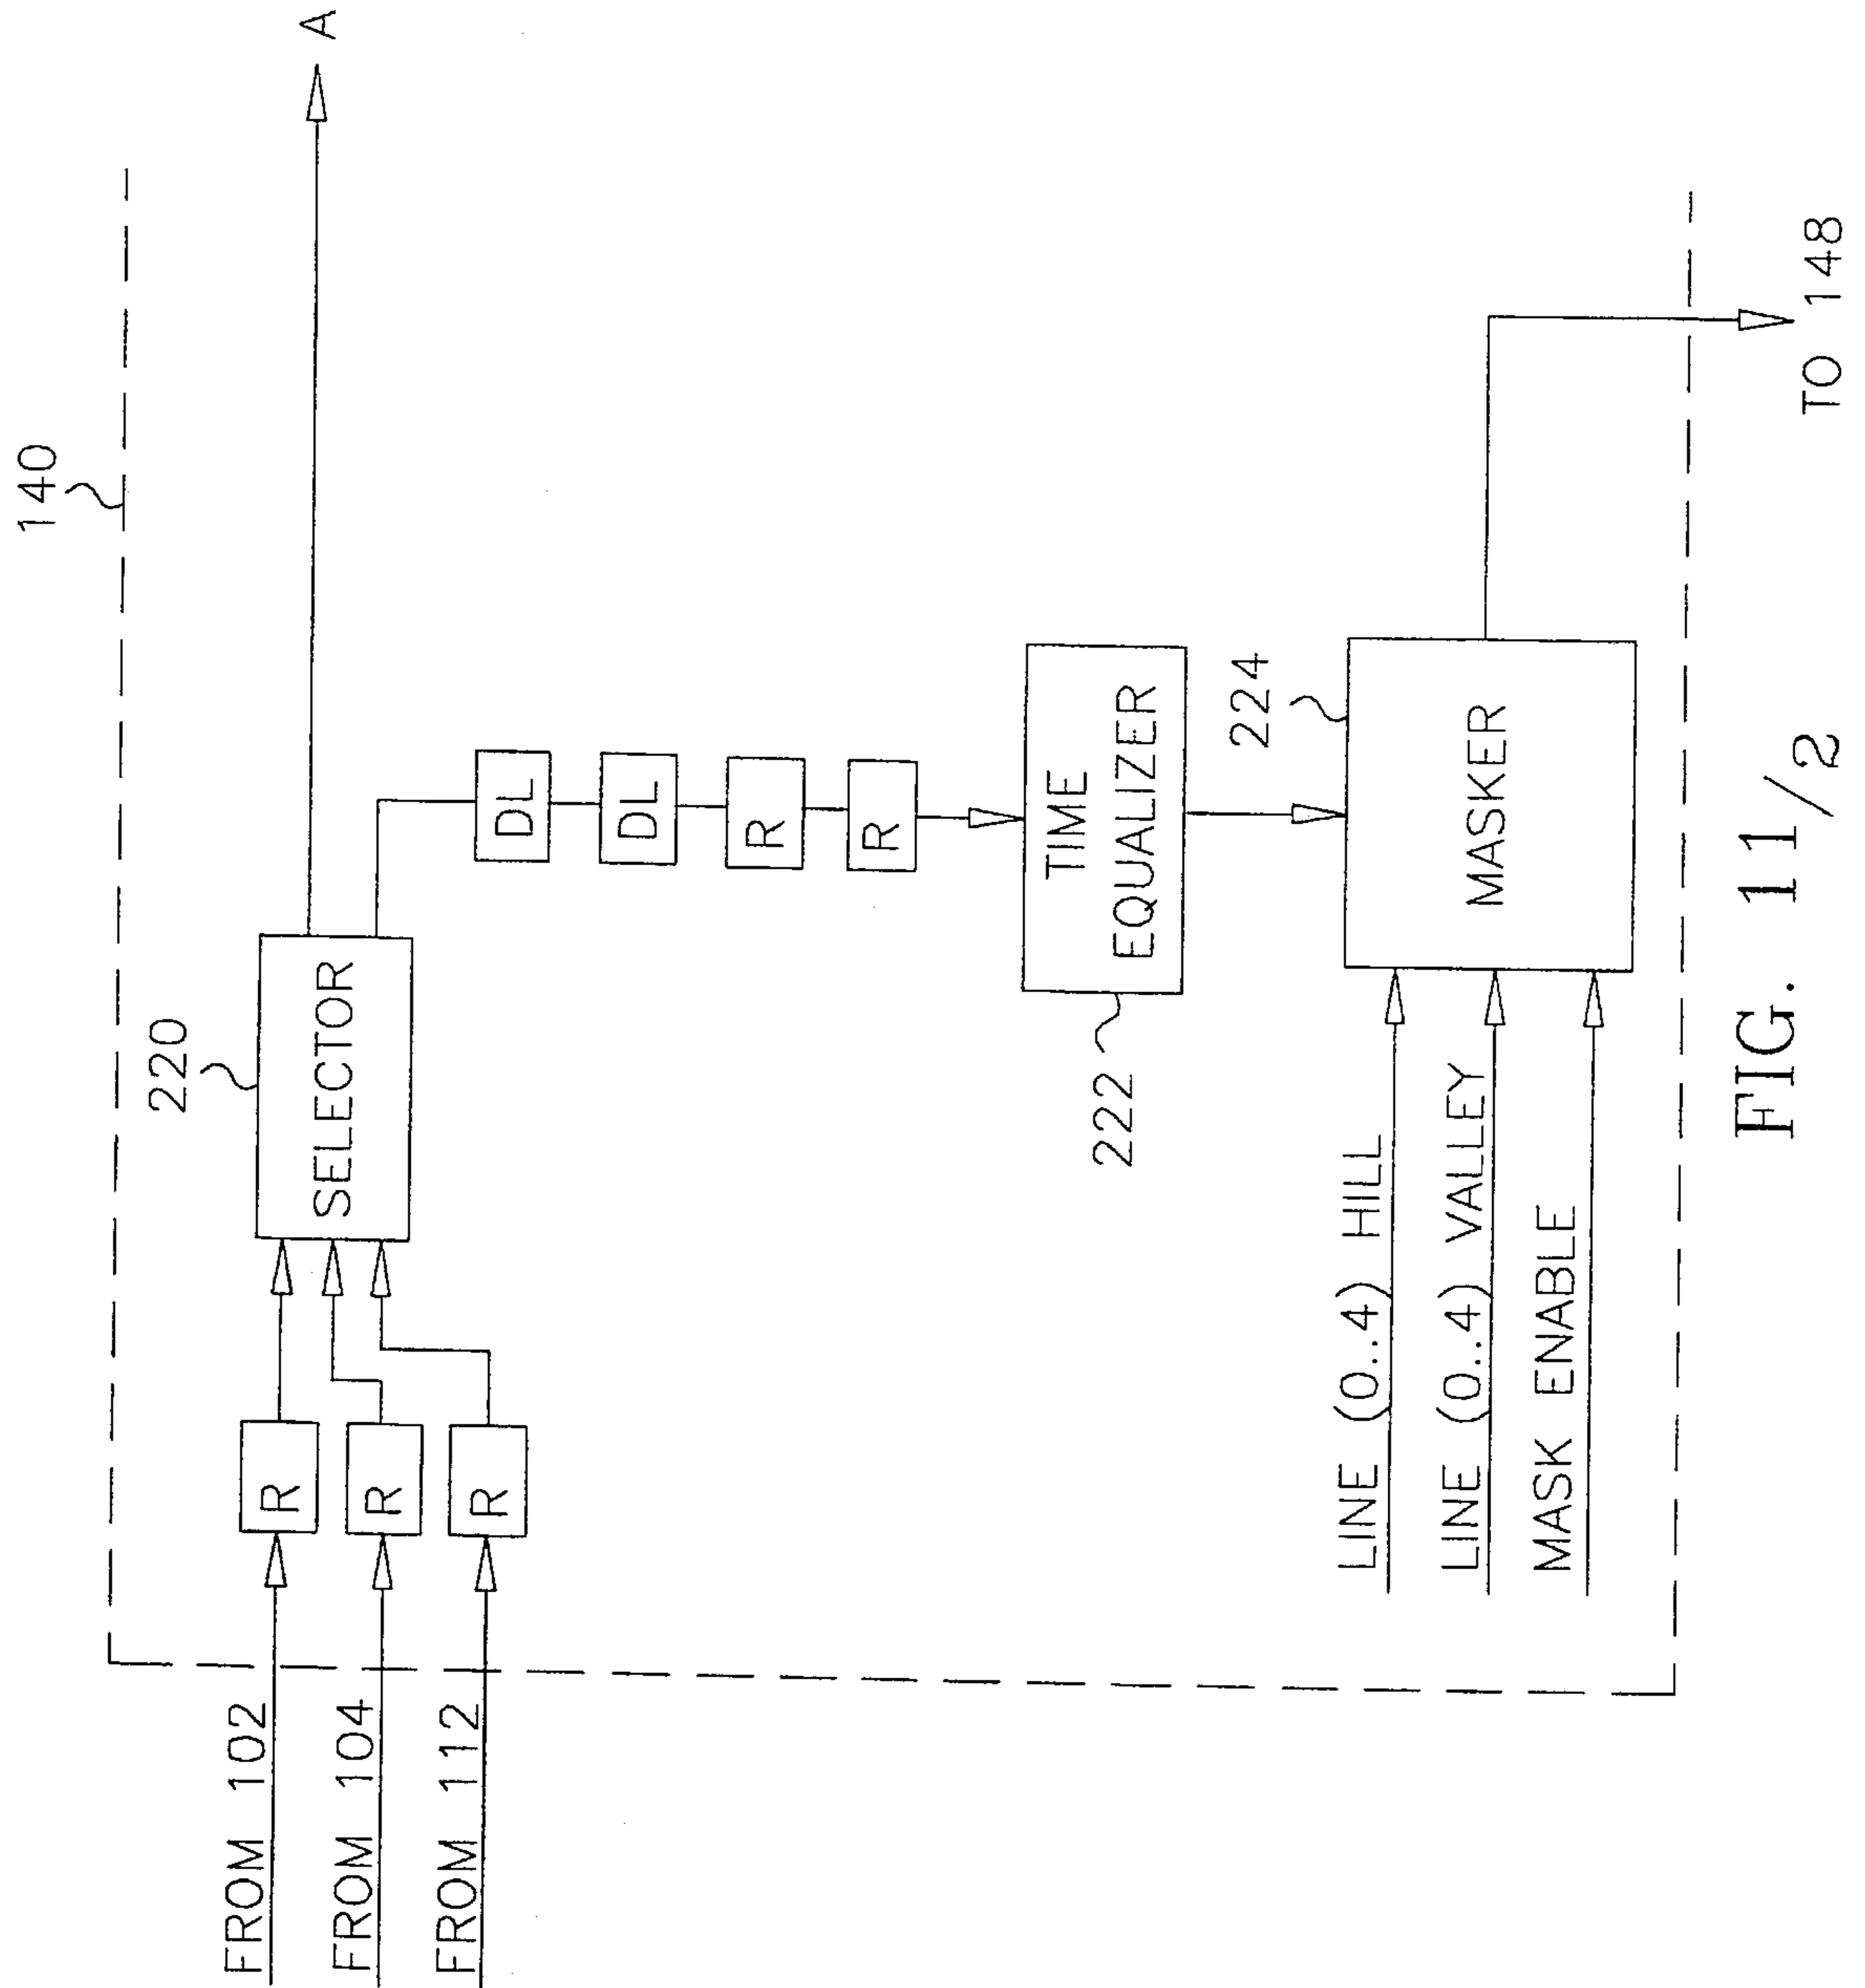 140
A
220
FROM 102
R
SELECTOR
FROM 104
R
FROM 112
R
DL
DL
R
R
TIME
EQUALIZER
222
224
LINE (0..4) HILL
LINE (0..4) VALLEY
MASK ENABLE
MASKER
TO 148
FIG. 11/2